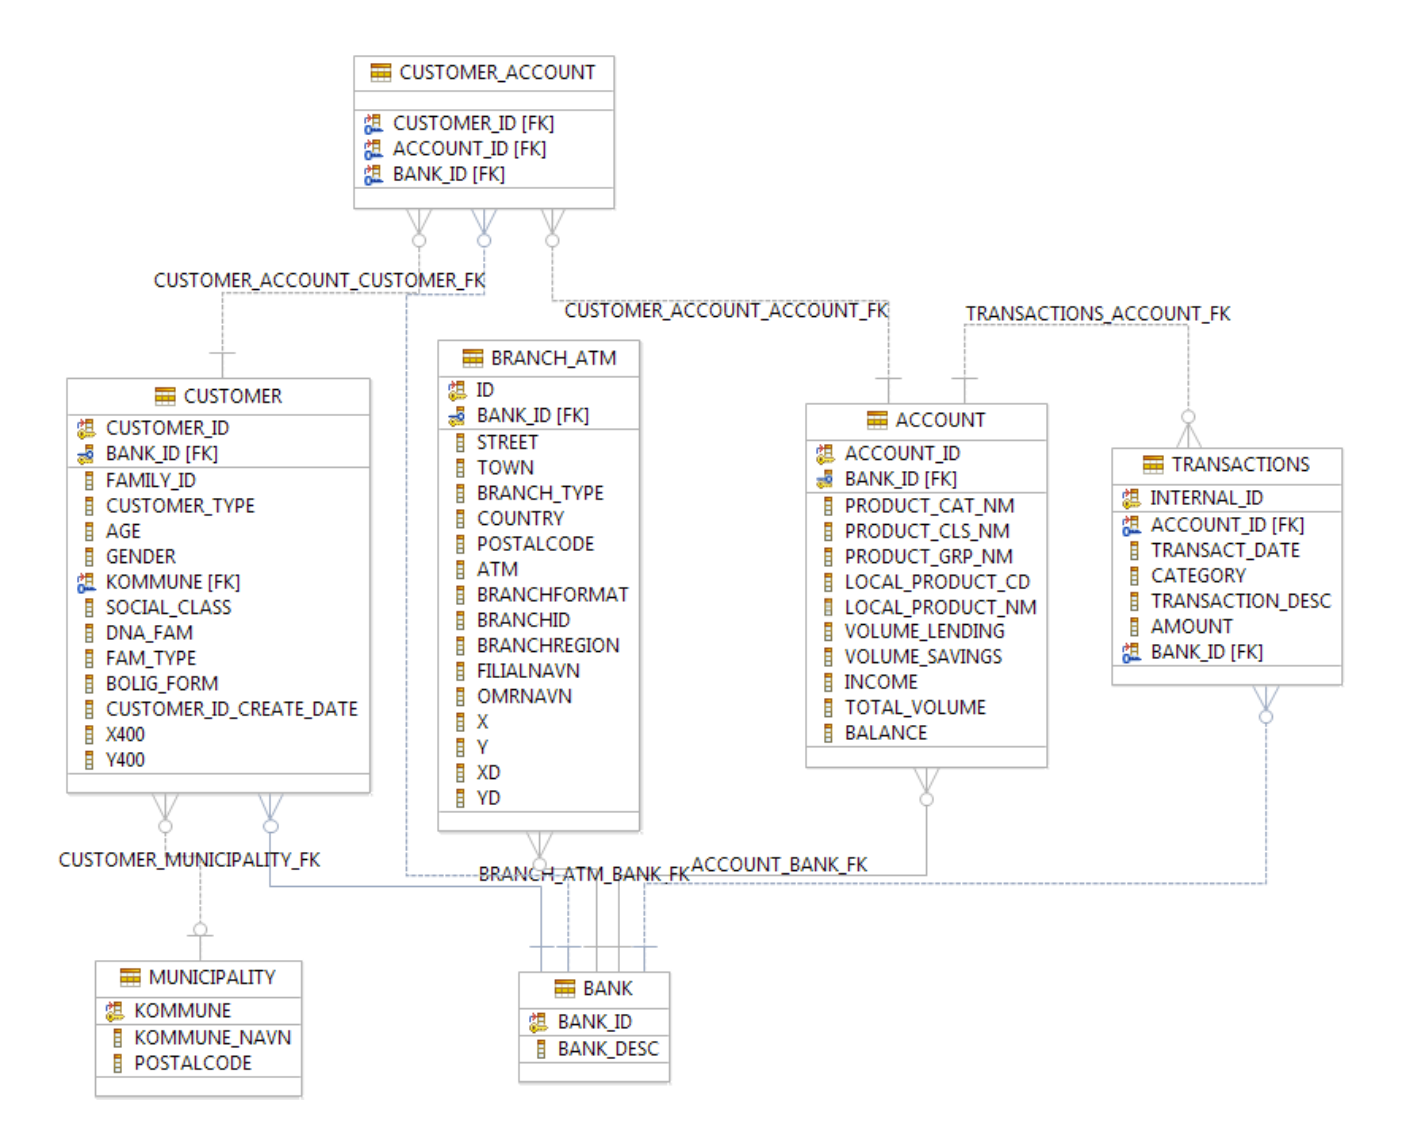 CUSTOMER_ACCOUNT
CUSTOMER_ID [FK]
ACCOUNT_ID [FK]
BANK_ID [FK]
CUSTOMER_ACCOUNT_CUSTOMER_FK
CUSTOMER_ACCOUNT_ACCOUNT_FK
TRANSACTIONS_ACCOUNT_FK
CUSTOMER
CUSTOMER_ID
BANK_ID [FK]
FAMILY_ID
CUSTOMER_TYPE
AGE
GENDER
KOMMUNE [FK]
SOCIAL_CLASS
DNA_FAM
FAM_TYPE
BOLIG_FORM
CUSTOMER_ID_CREATE_DATE
X400
Y400
BRANCH_ATM
ID
BANK_ID [FK]
STREET
TOWN
BRANCH_TYPE
COUNTRY
POSTALCODE
ATM
BRANCHFORMAT
BRANCHID
BRANCHREGION
FILIALNAVN
OMRNAVN
X
Y
XD
YD
ACCOUNT
ACCOUNT_ID
BANK_ID [FK]
PRODUCT_CAT_NM
PRODUCT_CLS_NM
PRODUCT_GRP_NM
LOCAL_PRODUCT_CD
LOCAL_PRODUCT_NM
VOLUME_LENDING
VOLUME_SAVINGS
INCOME
TOTAL_VOLUME
BALANCE
TRANSACTIONS
INTERNAL_ID
ACCOUNT_ID [FK]
TRANSACT_DATE
CATEGORY
TRANSACTION_DESC
AMOUNT
BANK_ID [FK]
CUSTOMER_MUNICIPALITY_FK
BRANCH_ATM_BANK_FK
ACCOUNT_BANK_FK
MUNICIPALITY
KOMMUNE
KOMMUNE_NAVN
POSTALCODE
BANK
BANK_ID
BANK_DESC